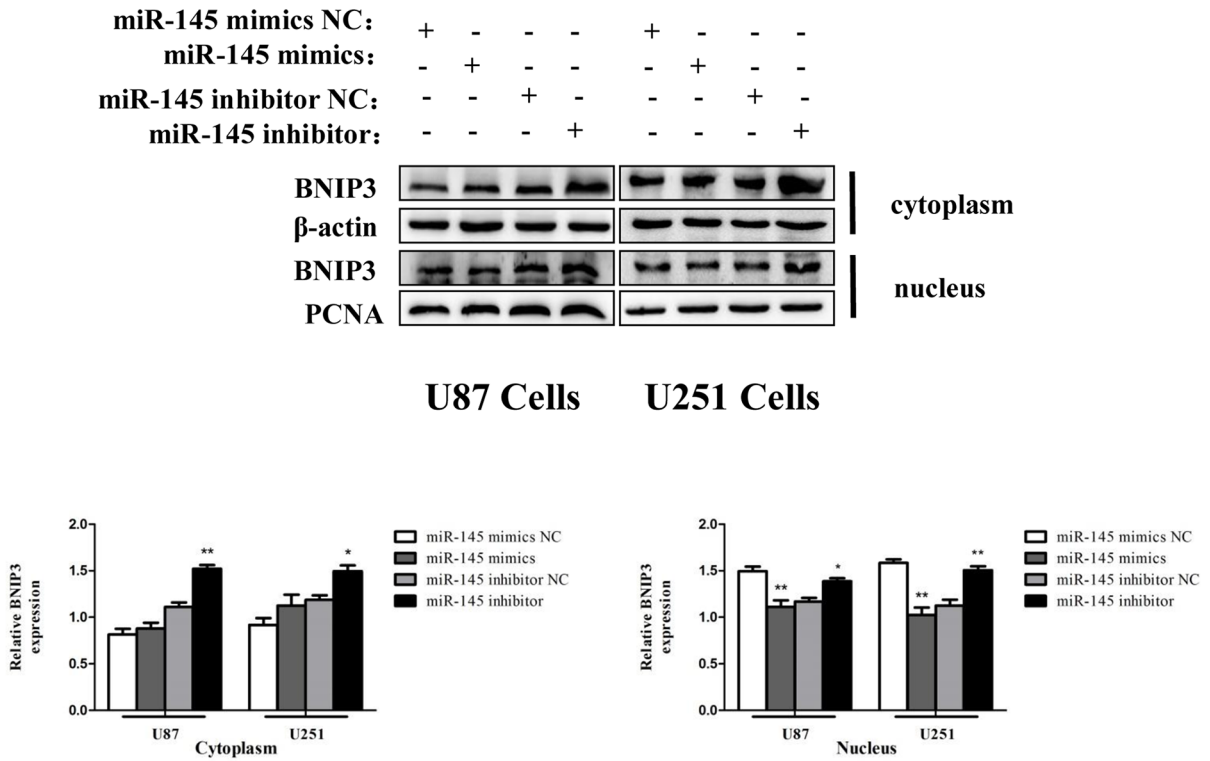 miR-145 mimics NC: + - - - + - - -
miR-145 mimics: - + - - - + - -
miR-145 inhibitor NC: - - + - - - + -
miR-145 inhibitor: - - - + - - - +
BNIP3
β-actin
cytoplasm
BNIP3
PCNA
nucleus
U87 Cells U251 Cells
Relative BNIP3
expression
2.0
1.5
1.0
0.5
0.0
** *
miR-145 mimics NC
miR-145 mimics
miR-145 inhibitor NC
miR-145 inhibitor
U87 U251
Cytoplasm
Relative BNIP3
expression
2.0
1.5
1.0
0.5
0.0
** * ** **
miR-145 mimics NC
miR-145 mimics
miR-145 inhibitor NC
miR-145 inhibitor
U87 U251
Nucleus